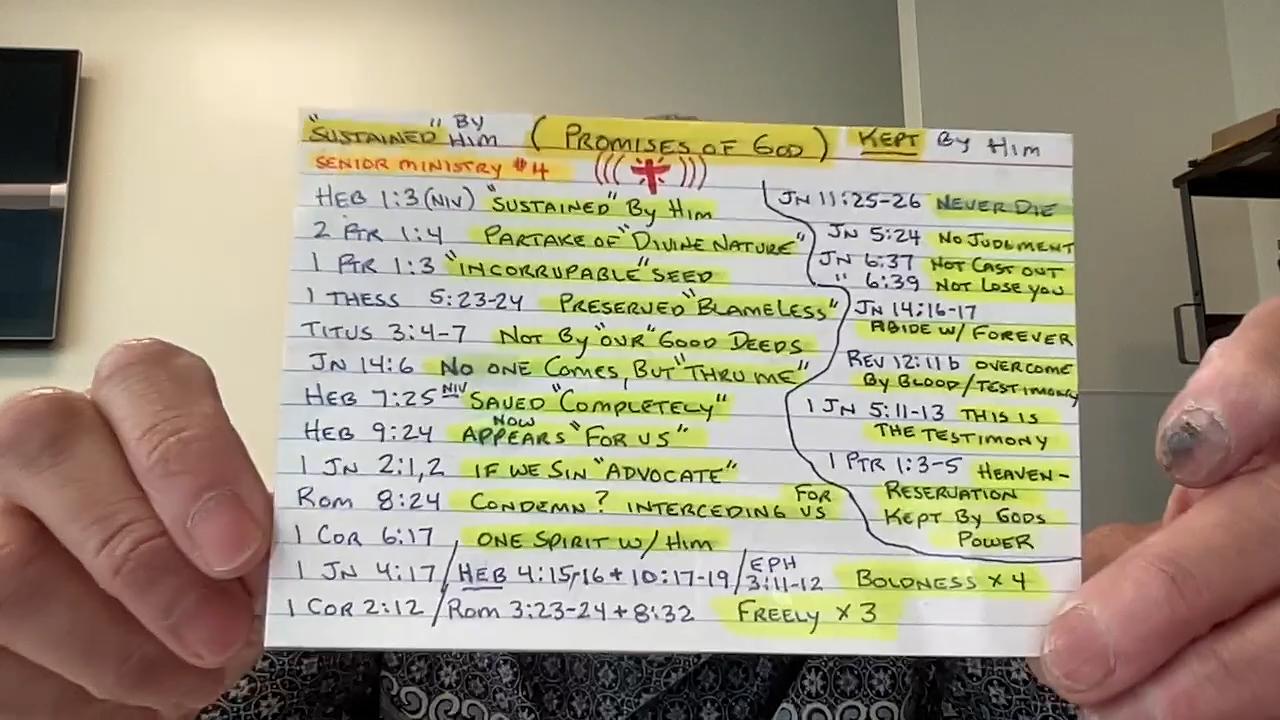 "SUSTAINED" BY HIM (PROMISES OF GOD) KEPT BY HIM
SENIOR MINISTRY #4
HEB 1:3 (NIV) "SUSTAINED" BY HIM
2 PTR 1:4 PARTAKE OF "DIVINE NATURE"
1 PTR 1:3 "INCORRUPABLE" SEED
1 THESS 5:23-24 PRESERVED "BLAMELESS"
TITUS 3:4-7 NOT BY "OUR" GOOD DEEDS
JN 14:6 NO ONE COMES, BUT "THRU ME"
HEB 7:25 NIV SAVED "COMPLETELY"
HEB 9:24 NOW APPEARS "FOR US"
1 JN 2:1,2 IF WE SIN "ADVOCATE"
ROM 8:24 CONDEMN? INTERCEDING FOR US
1 COR 6:17 ONE SPIRIT W/ HIM
JN 11:25-26 NEVER DIE
JN 5:24 NO JUDGMENT
JN 6:37 NOT CAST OUT
" 6:39 NOT LOSE YOU
JN 14:16-17
ABIDE W/ FOREVER
REV 12:11b OVERCOME
BY BLOOD/TESTIMONY
1 JN 5:11-13 THIS IS
THE TESTIMONY
1 PTR 1:3-5 HEAVEN-
RESERVATION
KEPT BY GODS
POWER
1 JN 4:17/HEB 4:15,16 + 10:17-19/EPH 3:11-12 BOLDNESS x 4
1 COR 2:12/ROM 3:23-24 + 8:32 FREELY x 3